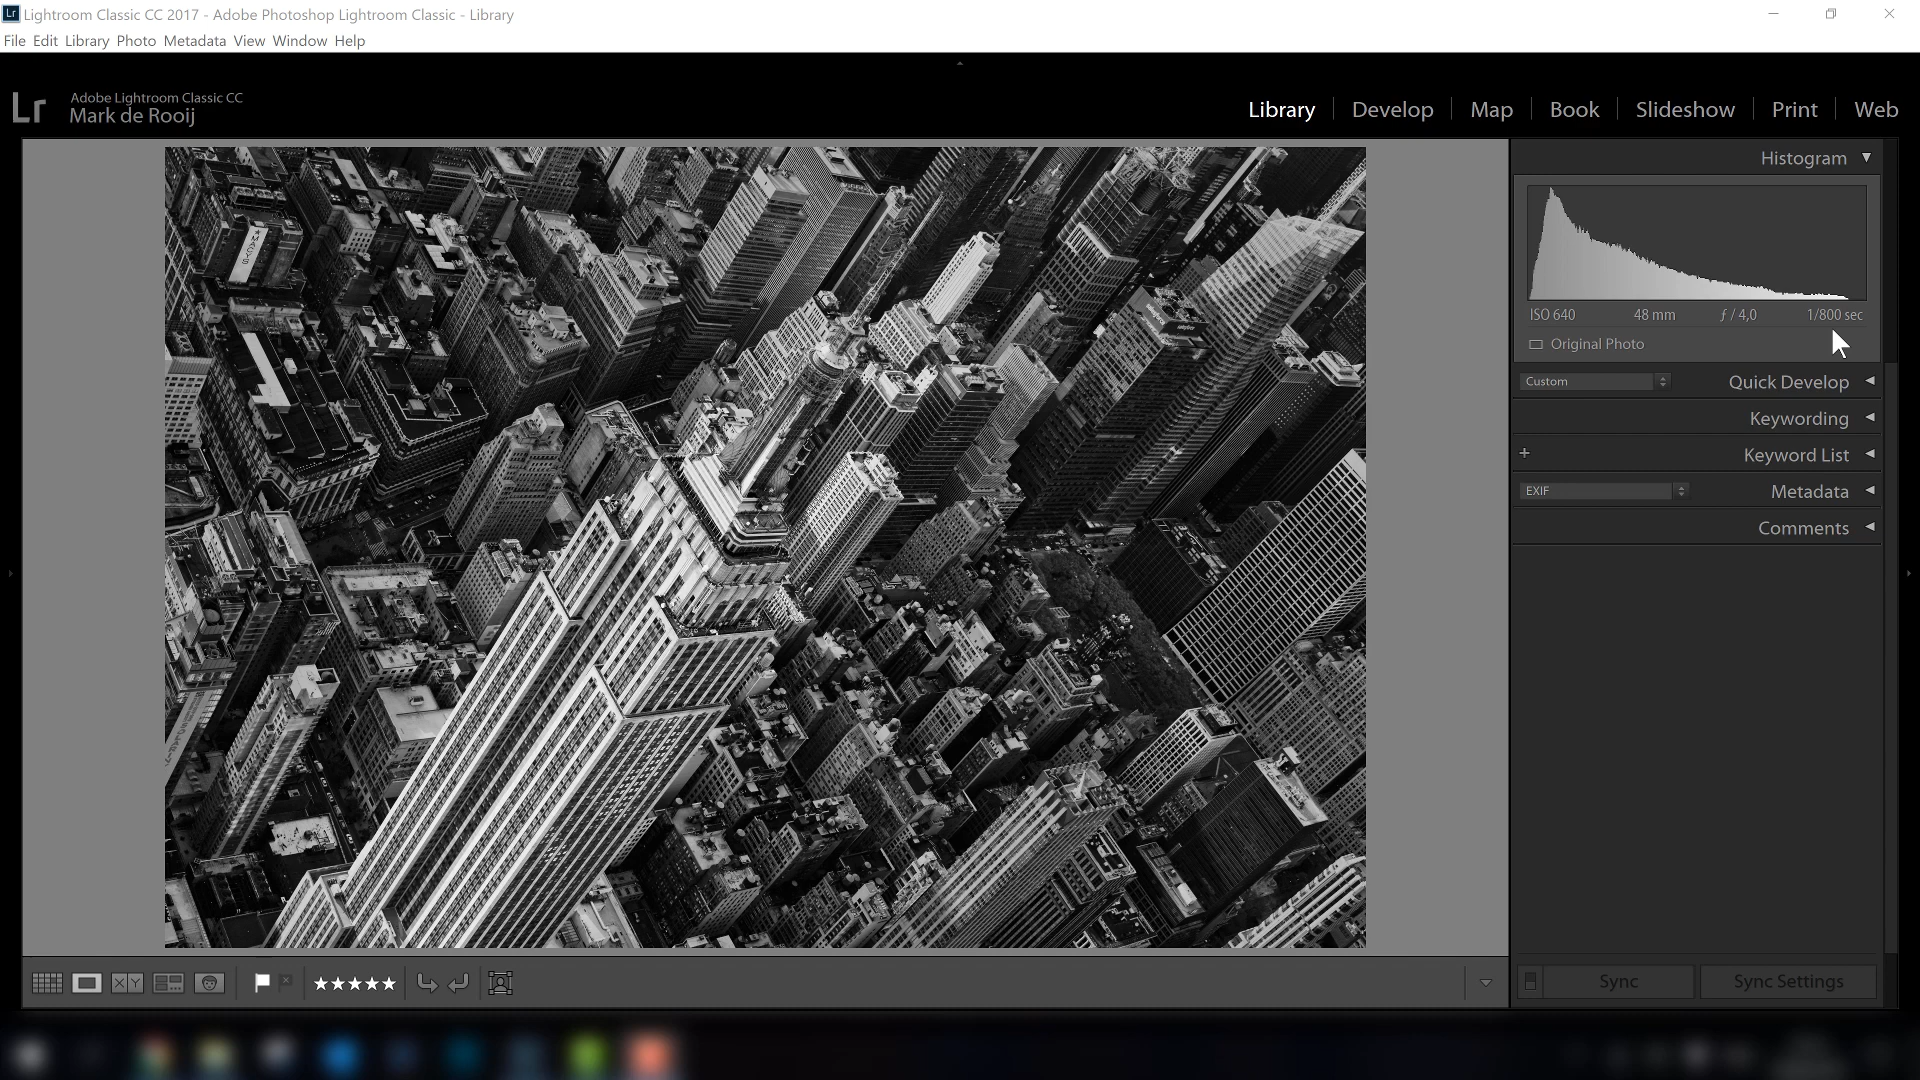 Lr Lightroom Classic CC 2017 - Adobe Photoshop Lightroom Classic - Library
File Edit Library Photo Metadata View Window Help
Lr
Adobe Lightroom Classic CC
Mark de Rooij
Library Develop Map Book Slideshow Print Web
Histogram
ISO 640 48 mm ƒ / 4,0 1/800 sec
Original Photo
Custom Quick Develop
Keywording
+ Keyword List
EXIF Metadata
Comments
★MACYS
X Y
Sync Sync Settings